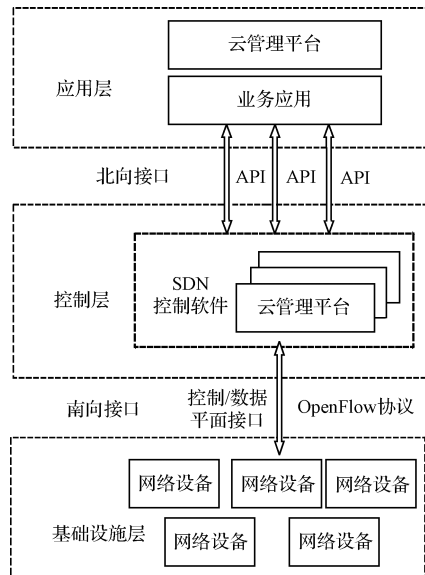 云管理平台
应用层
业务应用
北向接口
API
API
API
SDN
控制软件
控制层
云管理平台
南向接口
控制/数据
平面接口
OpenFlow协议
网络设备
网络设备
网络设备
基础设施层
网络设备
网络设备